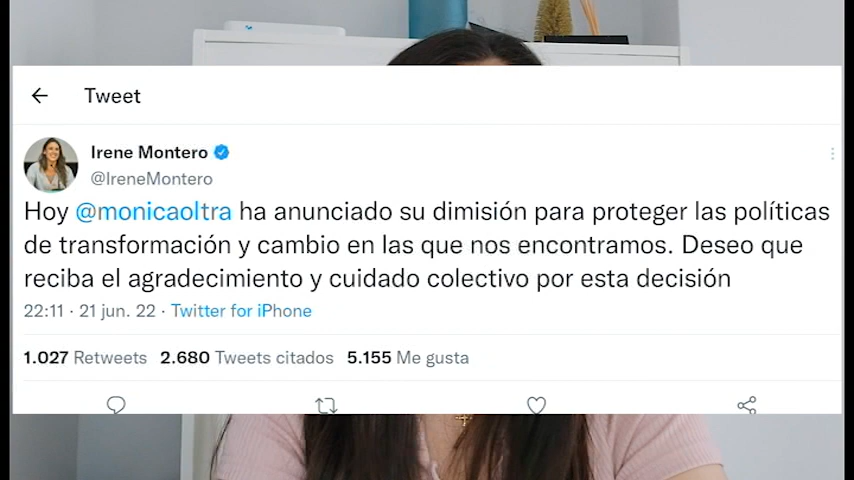 Tweet
Irene Montero
@IreneMontero
Hoy @monicaoltra ha anunciado su dimisión para proteger las políticas
de transformación y cambio en las que nos encontramos. Deseo que
reciba el agradecimiento y cuidado colectivo por esta decisión
22:11 · 21 jun. 22 · Twitter for iPhone
1.027 Retweets 2.680 Tweets citados 5.155 Me gusta